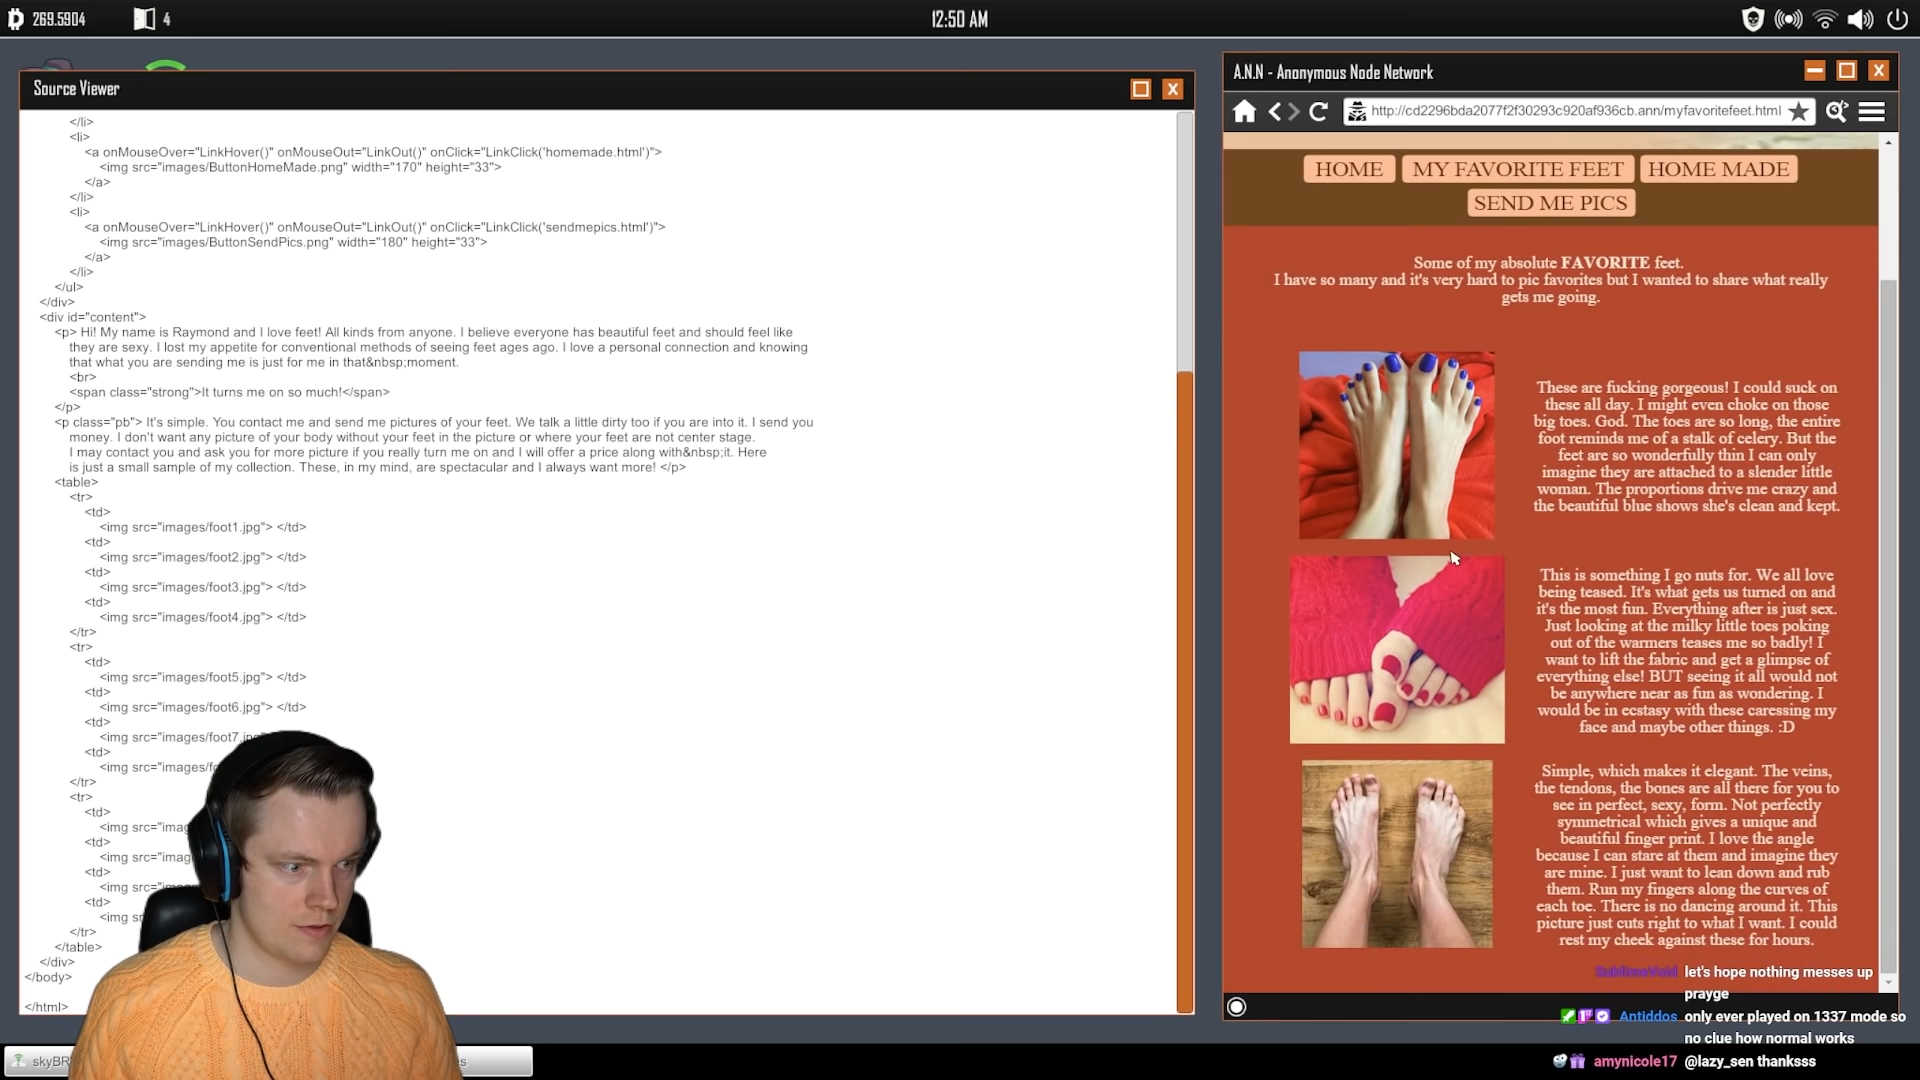 269.5904
4
12:50 AM
Source Viewer
</li>
<li>
<a onMouseOver="LinkHover()" onMouseOut="LinkOut()" onClick="LinkClick('homemade.html')">
<img src="images/ButtonHomeMade.png" width="170" height="33">
</a>
</li>
<li>
<a onMouseOver="LinkHover()" onMouseOut="LinkOut()" onClick="LinkClick('sendmepics.html')">
<img src="images/ButtonSendPics.png" width="180" height="33">
</a>
</li>
</ul>
</div>
<div id="content">
<p> Hi! My name is Raymond and I love feet! All kinds from anyone. I believe everyone has beautiful feet and should feel like
they are sexy. I lost my appetite for conventional methods of seeing feet ages ago. I love a personal connection and knowing
that what you are sending me is just for me in that&nbsp;moment.
<br>
<span class="strong">It turns me on so much!</span>
</p>
<p class="pb"> It's simple. You contact me and send me pictures of your feet. We talk a little dirty too if you are into it. I send you
money. I don't want any picture of your body without your feet in the picture or where your feet are not center stage.
I may contact you and ask you for more picture if you really turn me on and I will offer a price along with&nbsp;it. Here
is just a small sample of my collection. These, in my mind, are spectacular and I always want more! </p>
<table>
<tr>
<td>
<img src="images/foot1.jpg"> </td>
<td>
<img src="images/foot2.jpg"> </td>
<td>
<img src="images/foot3.jpg"> </td>
<td>
<img src="images/foot4.jpg"> </td>
</tr>
<tr>
<td>
<img src="images/foot5.jpg"> </td>
<td>
<img src="images/foot6.jpg"> </td>
<td>
<img src="images/foot7.jp
<td>
<img src="images/fo
</tr>
<tr>
<td>
<img src="imag
<td>
<img src="imag
<td>
<img src="imag
<td>
<img sr
</tr>
</table>
</div>
</body>
</html>
skyBR
A.N.N - Anonymous Node Network
http://cd2296bda2077f2f30293c920af936cb.ann/myfavoritefeet.html
HOME MY FAVORITE FEET HOME MADE
SEND ME PICS
Some of my absolute FAVORITE feet.
I have so many and it's very hard to pic favorites but I wanted to share what really
gets me going.
These are fucking gorgeous! I could suck on
these all day. I might even choke on those
big toes. God. The toes are so long, the entire
foot reminds me of a stalk of celery. But the
feet are so wonderfully thin I can only
imagine they are attached to a slender little
woman. The proportions drive me crazy and
the beautiful blue shows she's clean and kept.
This is something I go nuts for. We all love
being teased. It's what gets us turned on and
it's the most fun. Everything after is just sex.
Just looking at the milky little toes poking
out of the warmers teases me so badly! I
want to lift the fabric and get a glimpse of
everything else! BUT seeing it all would not
be anywhere near as fun as wondering. I
would be in ecstasy with these caressing my
face and maybe other things. :D
Simple, which makes it elegant. The veins,
the tendons, the bones are all there for you to
see in perfect, sexy, form. Not perfectly
symmetrical which gives a unique and
beautiful finger print. I love the angle
because I can stare at them and imagine they
are mine. I just want to lean down and rub
them. Run my fingers along the curves of
each toe. There is no dancing around it. This
picture just cuts right to what I want. I could
rest my cheek against these for hours.
let's hope nothing messes up
prayge
Antiddos only ever played on 1337 mode so
no clue how normal works
amynicole17 @lazy_sen thanksss